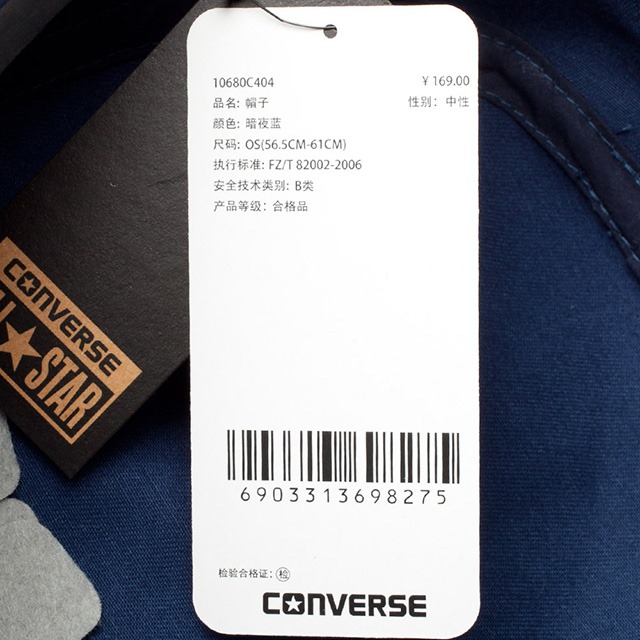 10680C404 ￥169.00
品名: 帽子 性别: 中性
颜色: 暗夜蓝
尺码: OS(56.5CM-61CM)
执行标准: FZ/T 82002-2006
安全技术类别: B类
产品等级: 合格品
6903313698275
检验合格证: 检
CONVERSE
CONVERSE
STAR